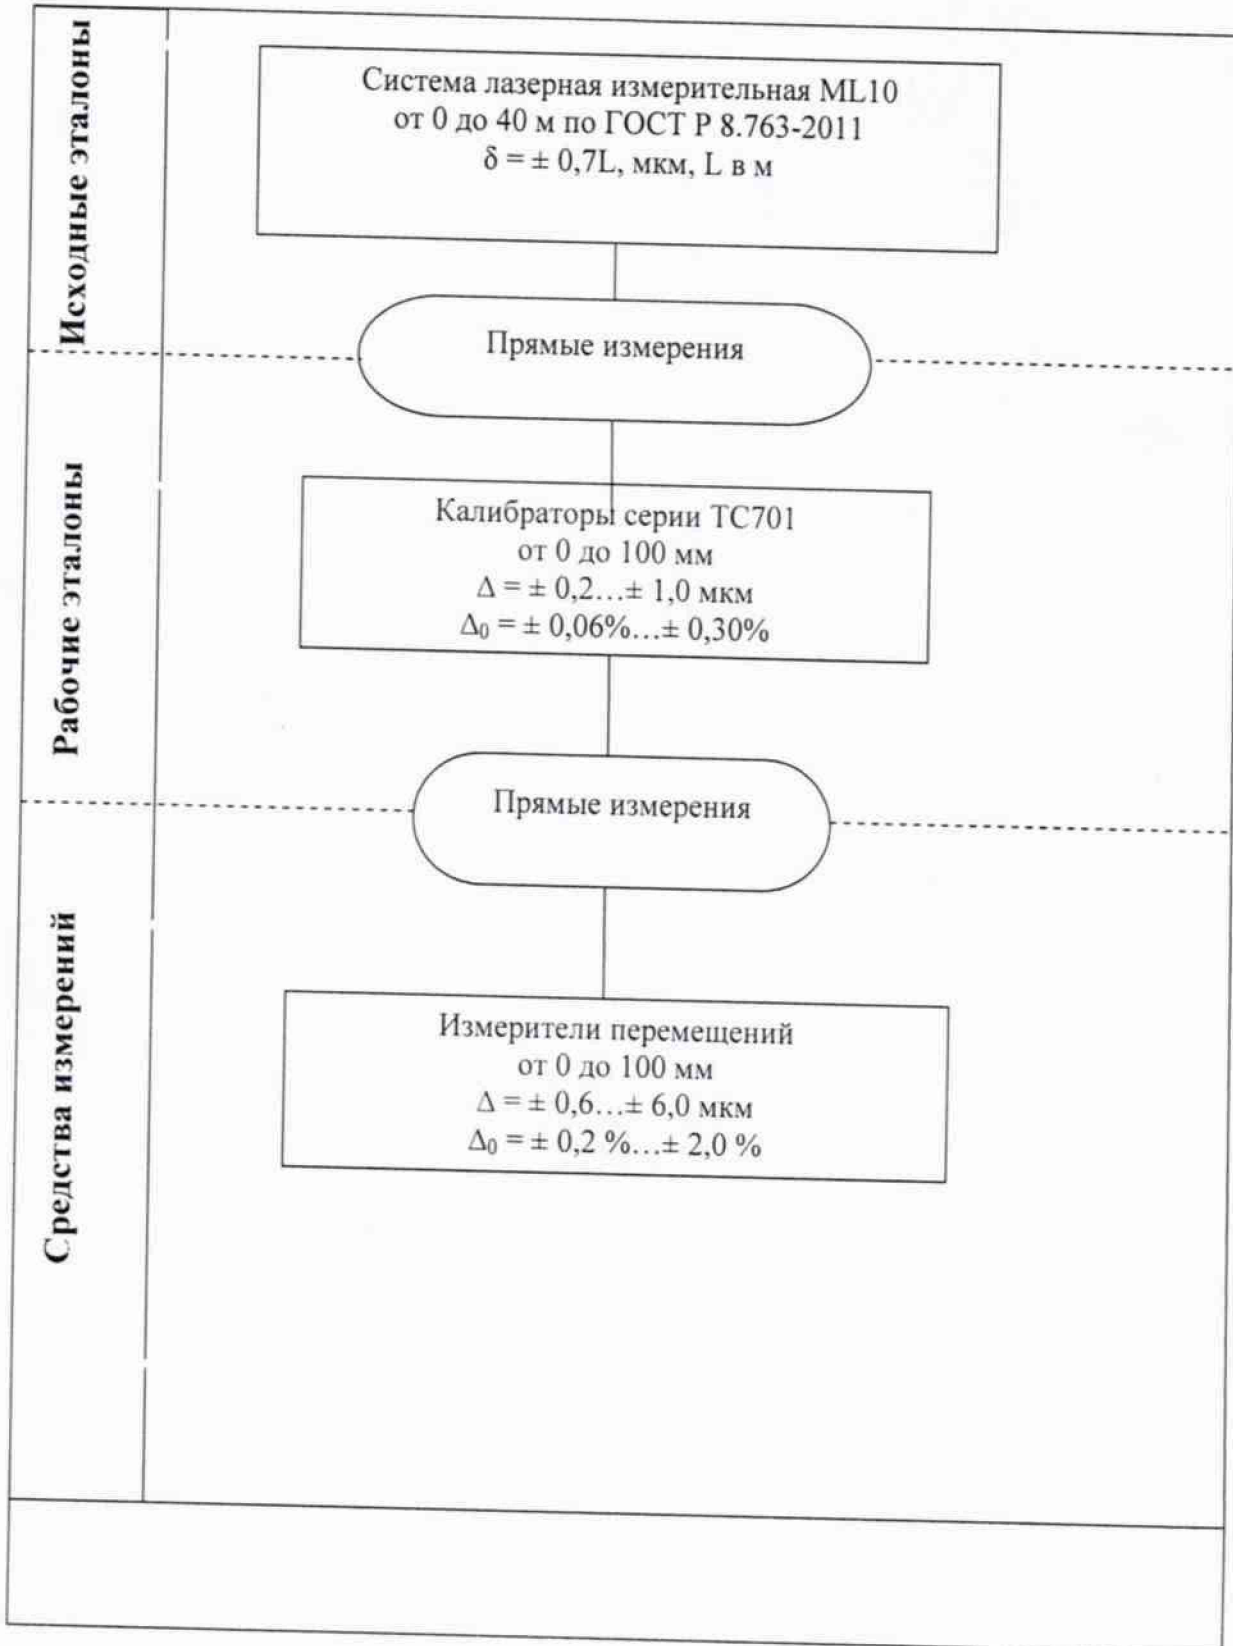 Исходные эталоны
Система лазерная измерительная ML10
от 0 до 40 м по ГОСТ Р 8.763-2011
δ = ± 0,7L, мкм, L в м
Прямые измерения
Рабочие эталоны
Калибраторы серии ТС701
от 0 до 100 мм
Δ = ± 0,2…± 1,0 мкм
Δ₀ = ± 0,06%…± 0,30%
Прямые измерения
Средства измерений
Измерители перемещений
от 0 до 100 мм
Δ = ± 0,6…± 6,0 мкм
Δ₀ = ± 0,2 %…± 2,0 %